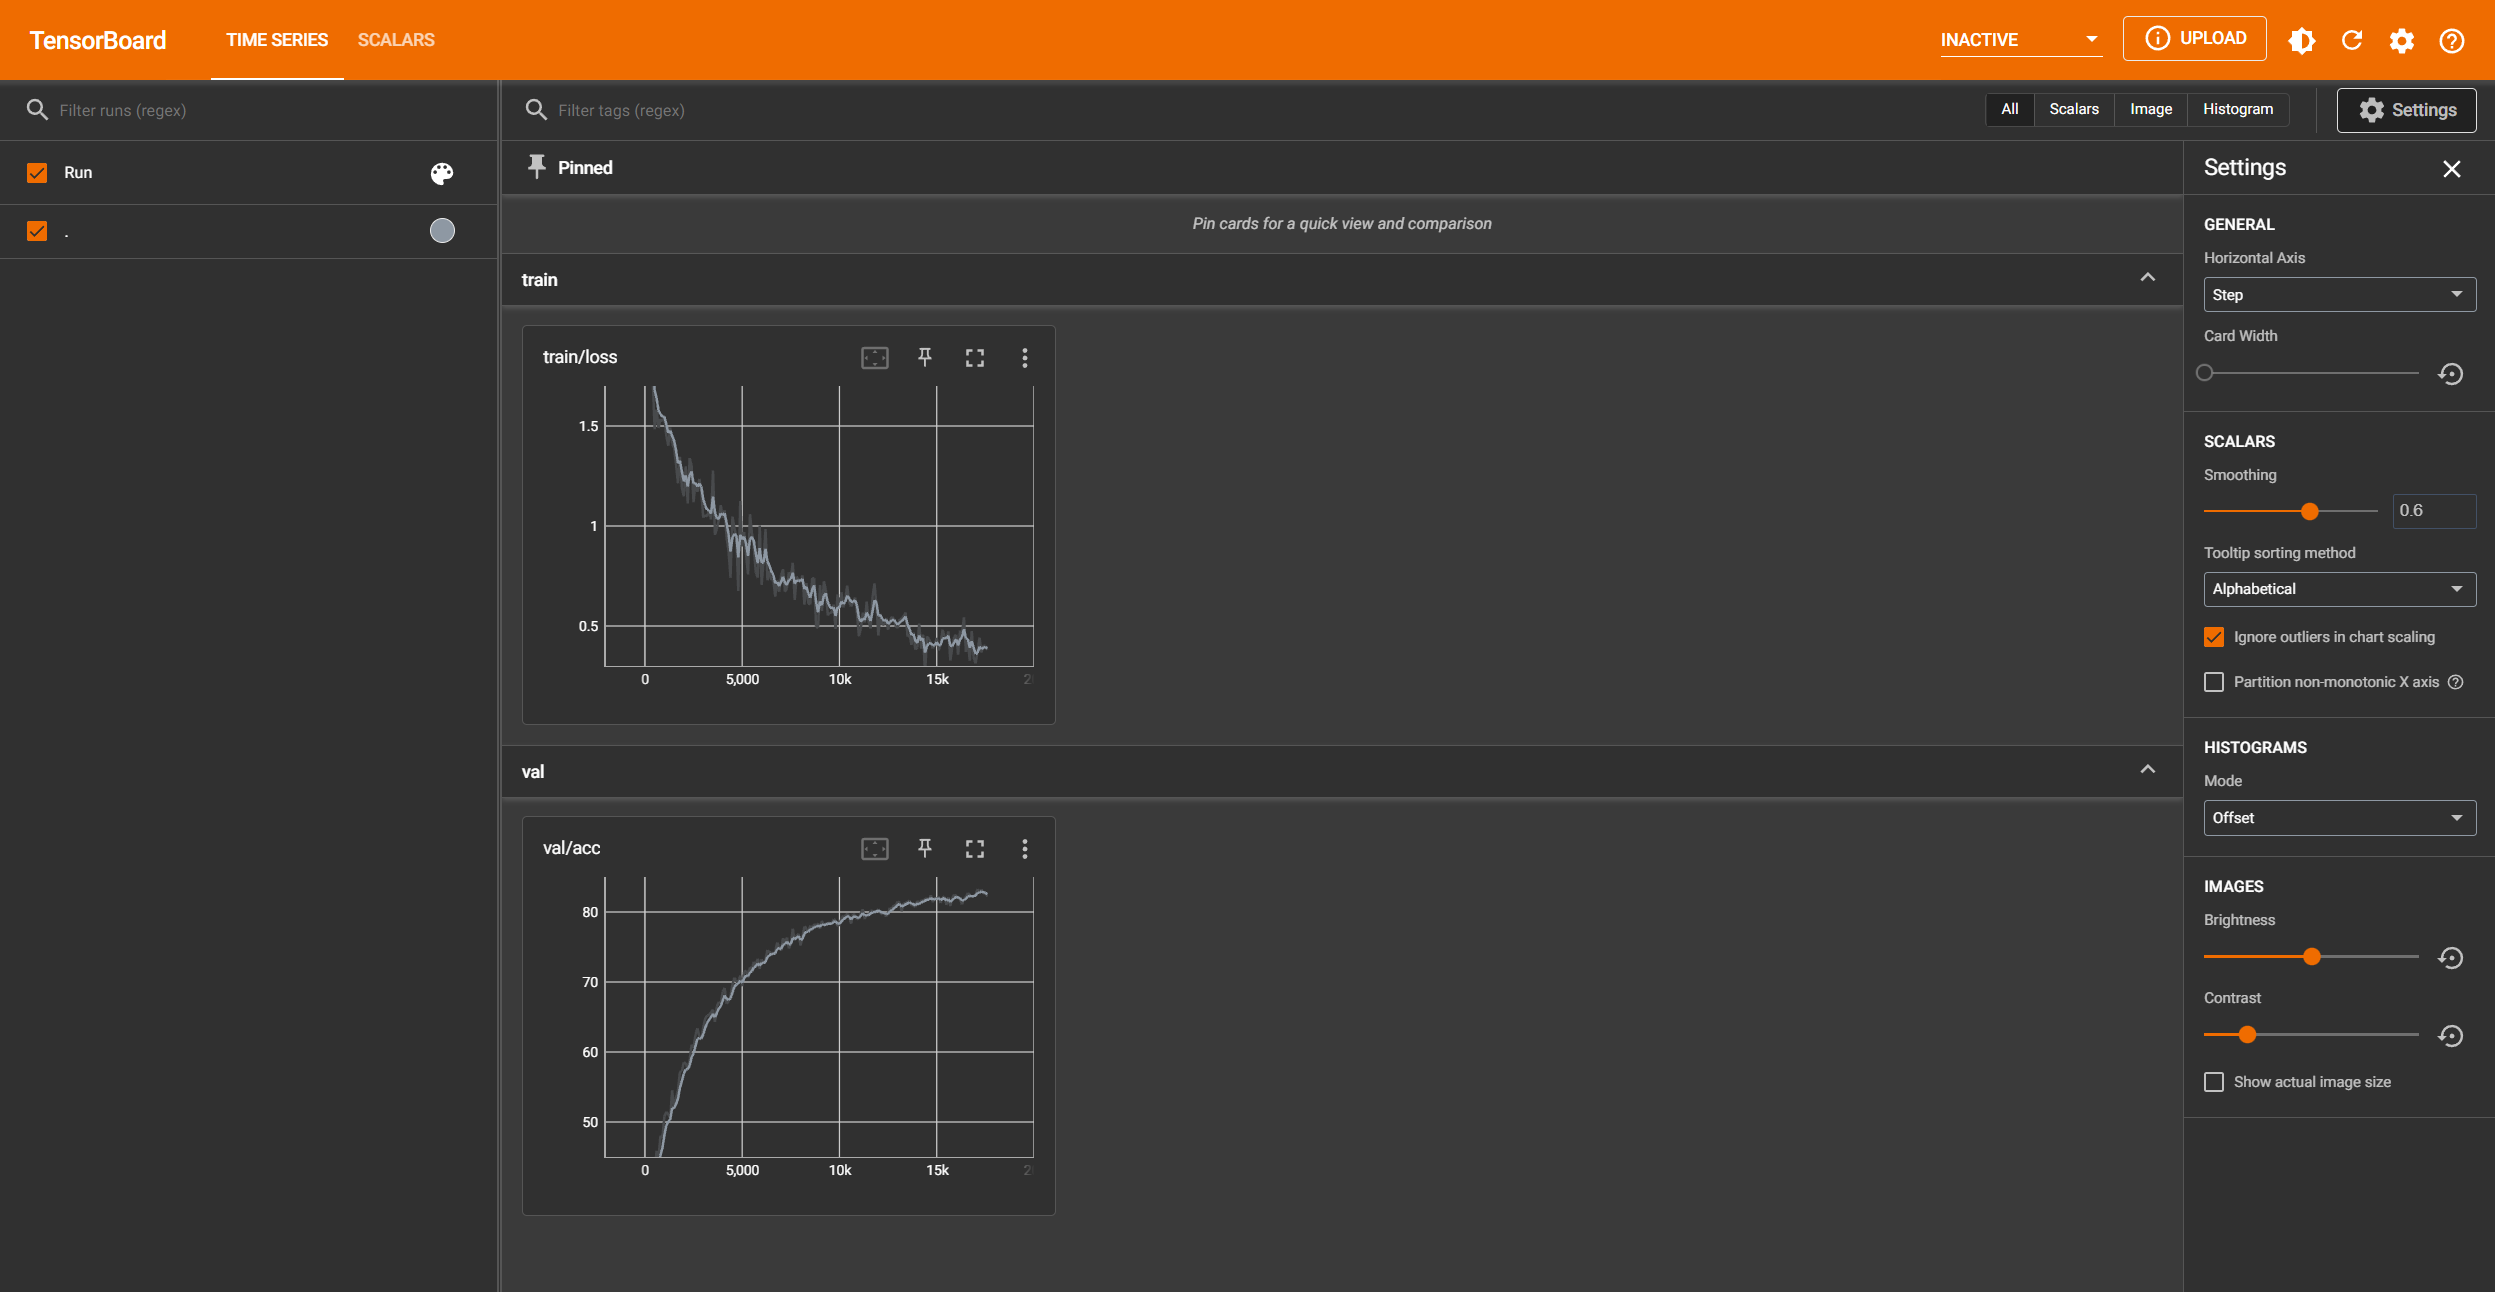 TensorBoard
TIME SERIES
SCALARS
INACTIVE
UPLOAD
Filter runs (regex)
Filter tags (regex)
All
Scalars
Image
Histogram
Settings
Run
.
Pinned
Pin cards for a quick view and comparison
train
train/loss
1.5
1
0.5
0
5,000
10k
15k
val
val/acc
80
70
60
50
0
5,000
10k
15k
Settings
GENERAL
Horizontal Axis
Step
Card Width
SCALARS
Smoothing
0.6
Tooltip sorting method
Alphabetical
Ignore outliers in chart scaling
Partition non-monotonic X axis
HISTOGRAMS
Mode
Offset
IMAGES
Brightness
Contrast
Show actual image size